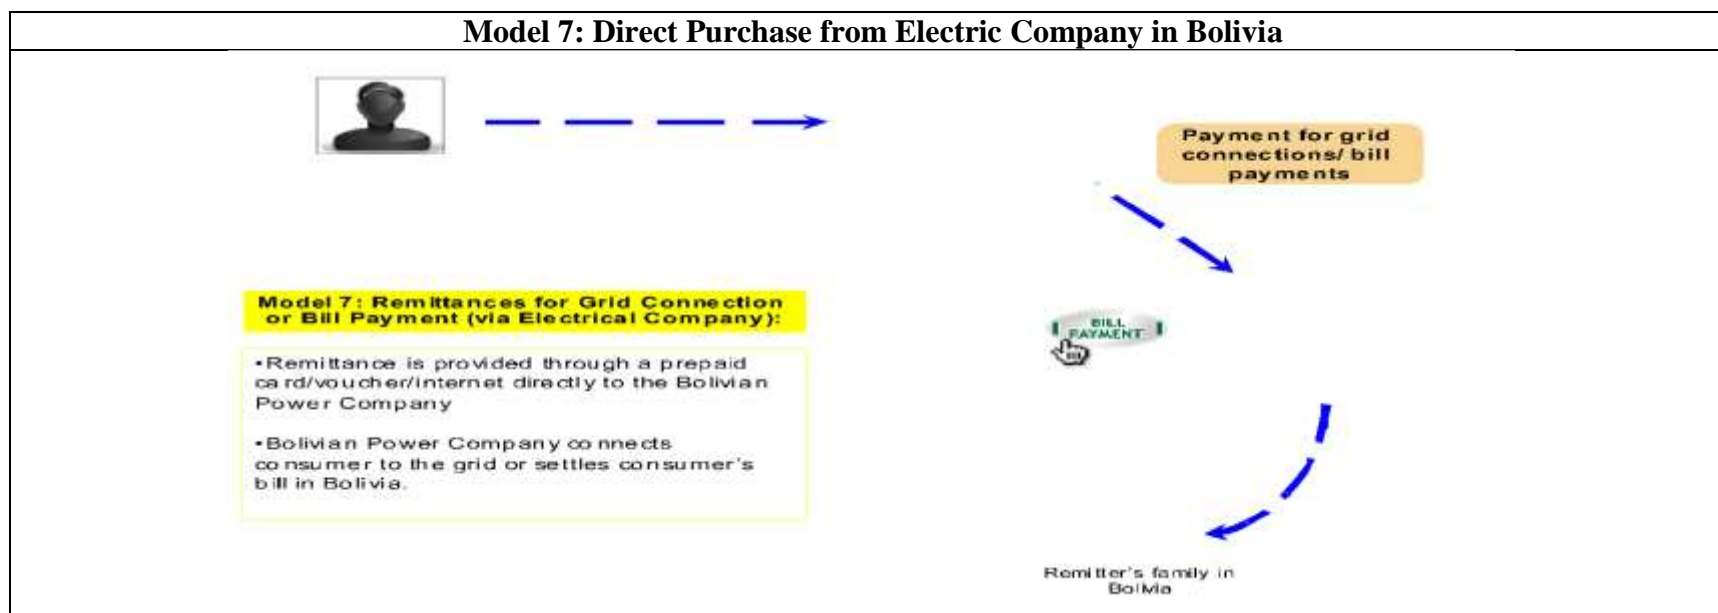 Model 7: Direct Purchase from Electric Company in Bolivia
Payment for grid
connections/ bill
payments
Model 7: Remittances for Grid Connection
or Bill Payment (via Electrical Company):
•Remittance is provided through a prepaid
card/voucher/internet directly to the Bolivian
Power Company
•Bolivian Power Company connects
consumer to the grid or settles consumer's
bill in Bolivia.
BILL
PAYMENT
Remitter's family in
Bolivia